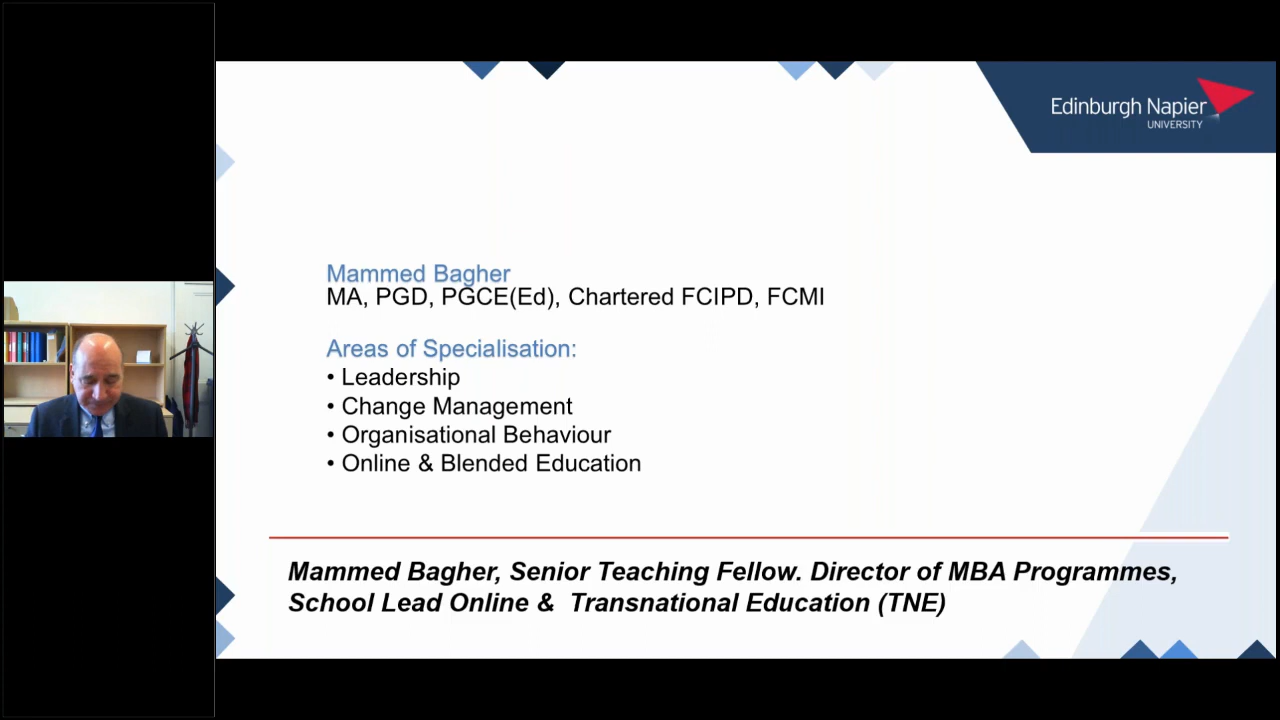 Edinburgh Napier
UNIVERSITY
Mammed Bagher
MA, PGD, PGCE(Ed), Chartered FCIPD, FCMI
Areas of Specialisation:
• Leadership
• Change Management
• Organisational Behaviour
• Online & Blended Education
Mammed Bagher, Senior Teaching Fellow. Director of MBA Programmes,
School Lead Online & Transnational Education (TNE)